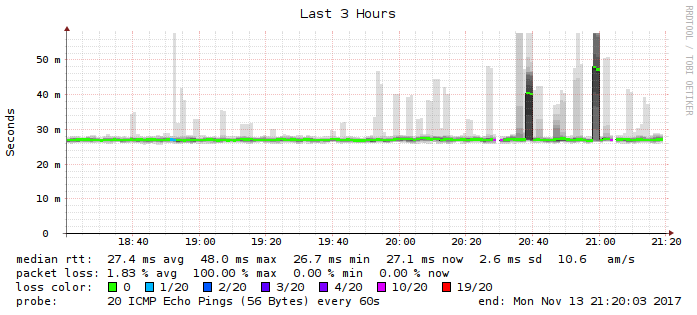 Last 3 Hours
RRDTOOL / TOBI OETIKER
Seconds
50 m
40 m
30 m
20 m
10 m
0 m
18:40 19:00 19:20 19:40 20:00 20:20 20:40 21:00 21:20
median rtt: 27.4 ms avg 48.0 ms max 26.7 ms min 27.1 ms now 2.6 ms sd 10.6 am/s
packet loss: 1.83 % avg 100.00 % max 0.00 % min 0.00 % now
loss color: 0 1/20 2/20 3/20 4/20 10/20 19/20
probe: 20 ICMP Echo Pings (56 Bytes) every 60s end: Mon Nov 13 21:20:03 2017